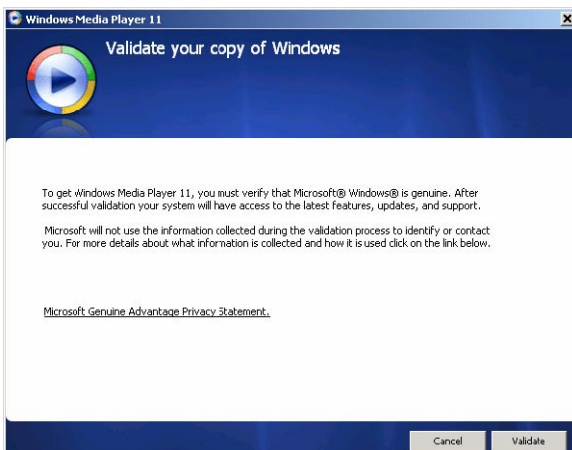 Windows Media Player 11
Validate your copy of Windows
To get Windows Media Player 11, you must verify that Microsoft® Windows® is genuine. After
successful validation your system will have access to the latest features, updates, and support.
Microsoft will not use the information collected during the validation process to identify or contact
you. For more details about what information is collected and how it is used click on the link below.
Microsoft Genuine Advantage Privacy Statement.
Cancel Validate